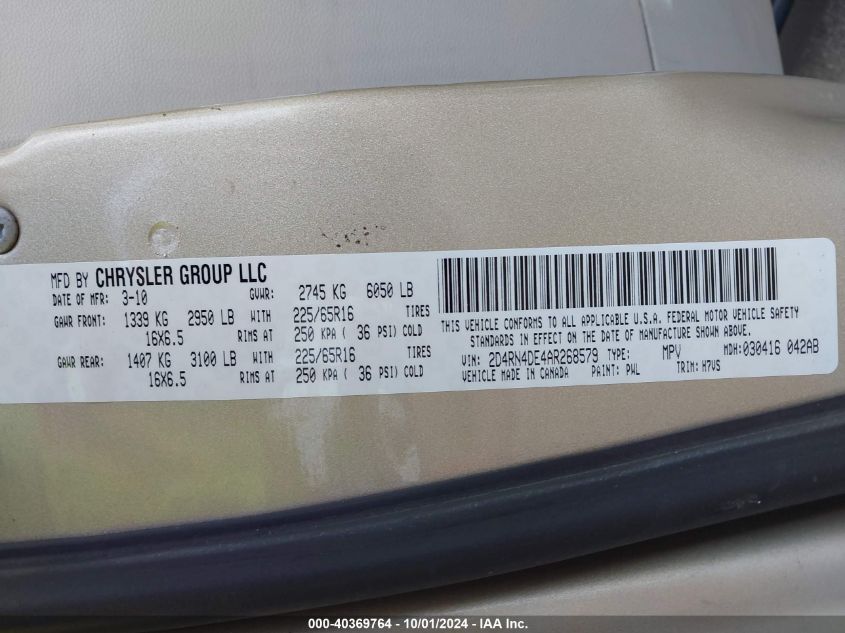 MFD BY CHRYSLER GROUP LLC
DATE OF MFR: 3-10 GVWR: 2745 KG 6050 LB
GAWR FRONT: 1339 KG 2950 LB WITH 225/65R16 TIRES
16X6.5 RIMS AT 250 KPA ( 36 PSI) COLD
GAWR REAR: 1407 KG 3100 LB WITH 225/65R16 TIRES
16X6.5 RIMS AT 250 KPA ( 36 PSI) COLD
THIS VEHICLE CONFORMS TO ALL APPLICABLE U.S.A. FEDERAL MOTOR VEHICLE SAFETY
STANDARDS IN EFFECT ON THE DATE OF MANUFACTURE SHOWN ABOVE.
VIN: 2D4RN4DE4AR268579 TYPE: MPV MDH:030416 042AB
VEHICLE MADE IN CANADA PAINT: PWL TRIM: H7VS
000-40369764 - 10/01/2024 - IAA Inc.